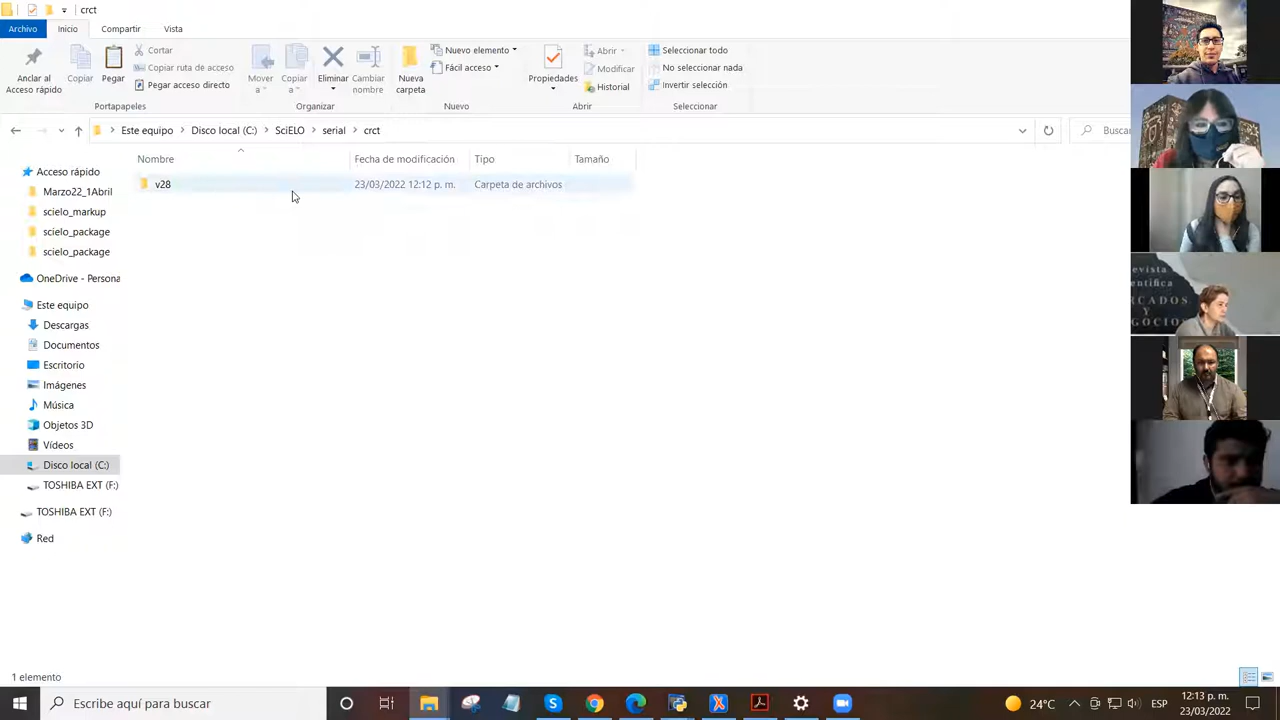 crct
Archivo
Inicio
Compartir
Vista
Anclar al
Acceso rápido
Copiar
Pegar
Cortar
Copiar ruta de acceso
Pegar acceso directo
Portapapeles
Mover
a
Copiar
a
Eliminar
Cambiar
nombre
Organizar
Nueva
carpeta
Nuevo elemento
Fácil acceso
Nuevo
Propiedades
Abrir
Modificar
Historial
Abrir
Seleccionar todo
No seleccionar nada
Invertir selección
Seleccionar
Este equipo > Disco local (C:) > SciELO > serial > crct
Busca
Nombre
Fecha de modificación
Tipo
Tamaño
v28
23/03/2022 12:12 p. m.
Carpeta de archivos
Acceso rápido
Marzo22_1Abril
scielo_markup
scielo_package
scielo_package
OneDrive - Persona
Este equipo
Descargas
Documentos
Escritorio
Imágenes
Música
Objetos 3D
Vídeos
Disco local (C:)
TOSHIBA EXT (F:)
TOSHIBA EXT (F:)
Red
1 elemento
evista
entífica
RCADOS
Y
EGOCIOS
Escribe aquí para buscar
24°C
ESP
12:13 p. m.
23/03/2022